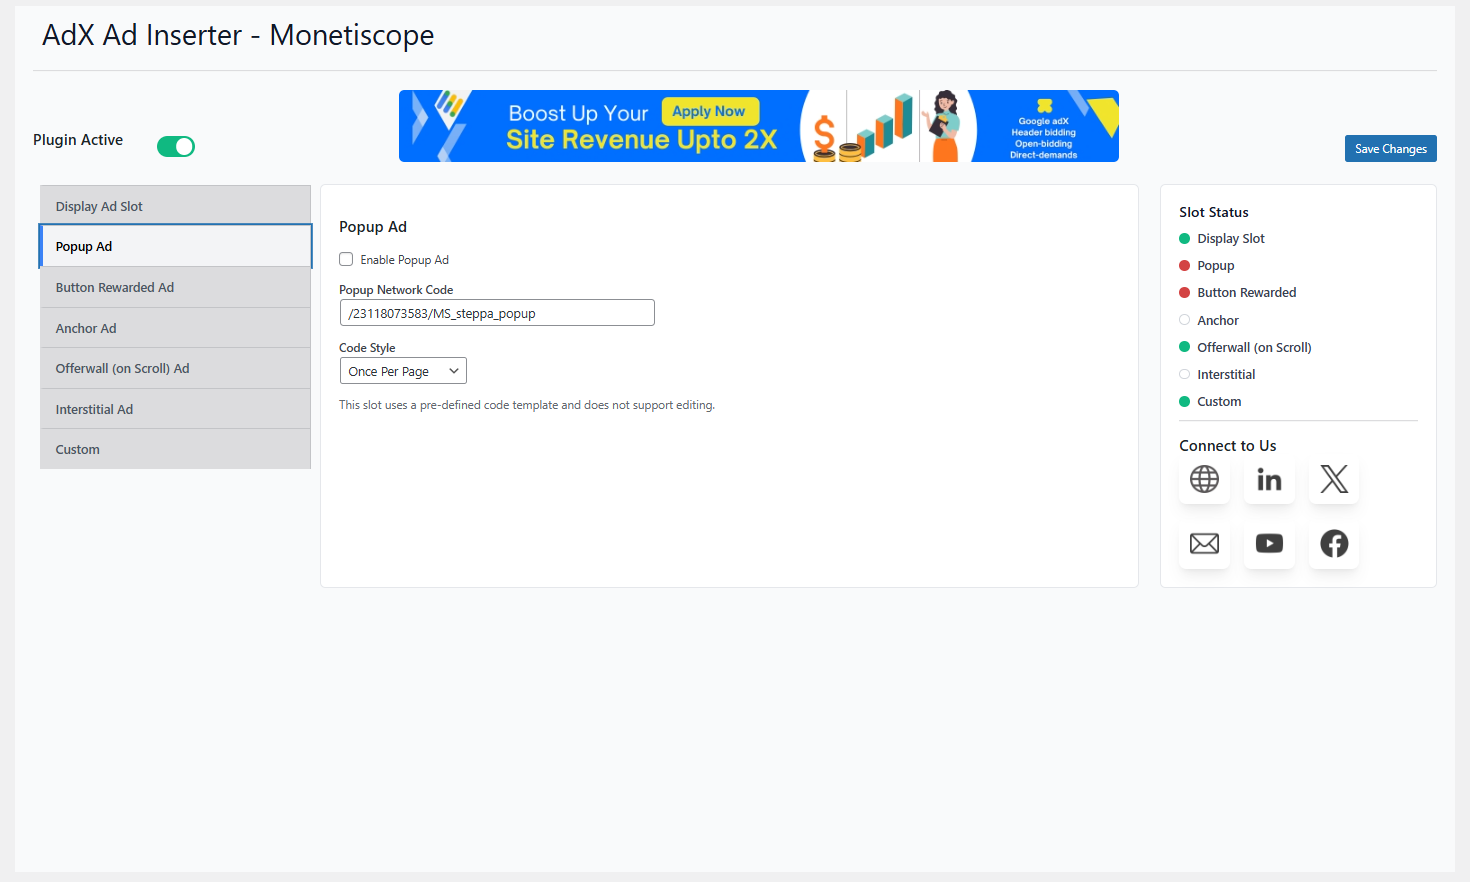 AdX Ad Inserter - Monetiscope
Plugin Active
Boost Up Your
Apply Now
Site Revenue Upto 2X
$
Google adX
Header bidding
Open-bidding
Direct-demands
Save Changes
Display Ad Slot
Popup Ad
Button Rewarded Ad
Anchor Ad
Offerwall (on Scroll) Ad
Interstitial Ad
Custom
Popup Ad
Enable Popup Ad
Popup Network Code
/23118073583/MS_steppa_popup
Code Style
Once Per Page
This slot uses a pre-defined code template and does not support editing.
Slot Status
Display Slot
Popup
Button Rewarded
Anchor
Offerwall (on Scroll)
Interstitial
Custom
Connect to Us
in
X
f